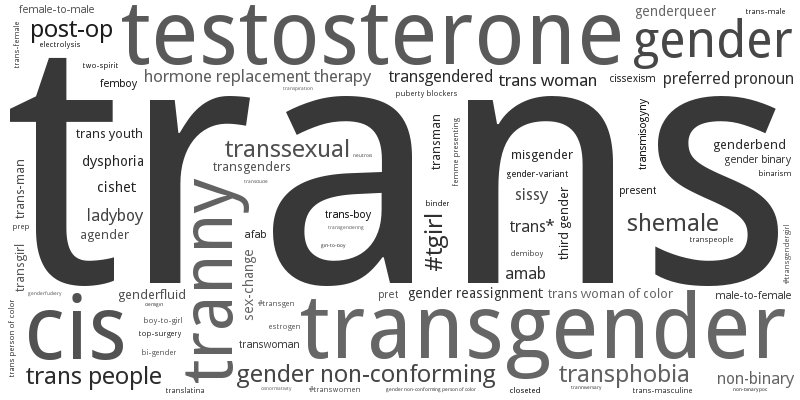 female-to-male
testosterone
genderqueer
trans-male
trans-female
post-op
gender
electrolysis
two-spirit
femboy
hormone replacement therapy
transgendered
trans woman
cissexism
preferred pronoun
puberty blockers
trans
trans youth
transsexual
neutrois
transman
femme presenting
misgender
transmisogyny
genderbend
dysphoria
transgenders
gender binary
binarism
trans-man
cishet
gender-variant
sissy
third gender
present
ladyboy
tranny
trans-boy
binder
#tgirl
trans*
shemale
prep
agender
afab
transgendering
transpeople
#transgendergirl
girl-to-boy
demiboy
transgirl
sex-change
amab
genderfluid
pret
gender reassignment
trans woman of color
male-to-female
cis
#transgen
transgender
trans person of color
boy-to-girl
estrogen
top-surgery
transwoman
bi-gender
trans people
gender non-conforming
transphobia
non-binary
translatina
#transwomen
gender non-conforming person of color
closeted
trans-masculine